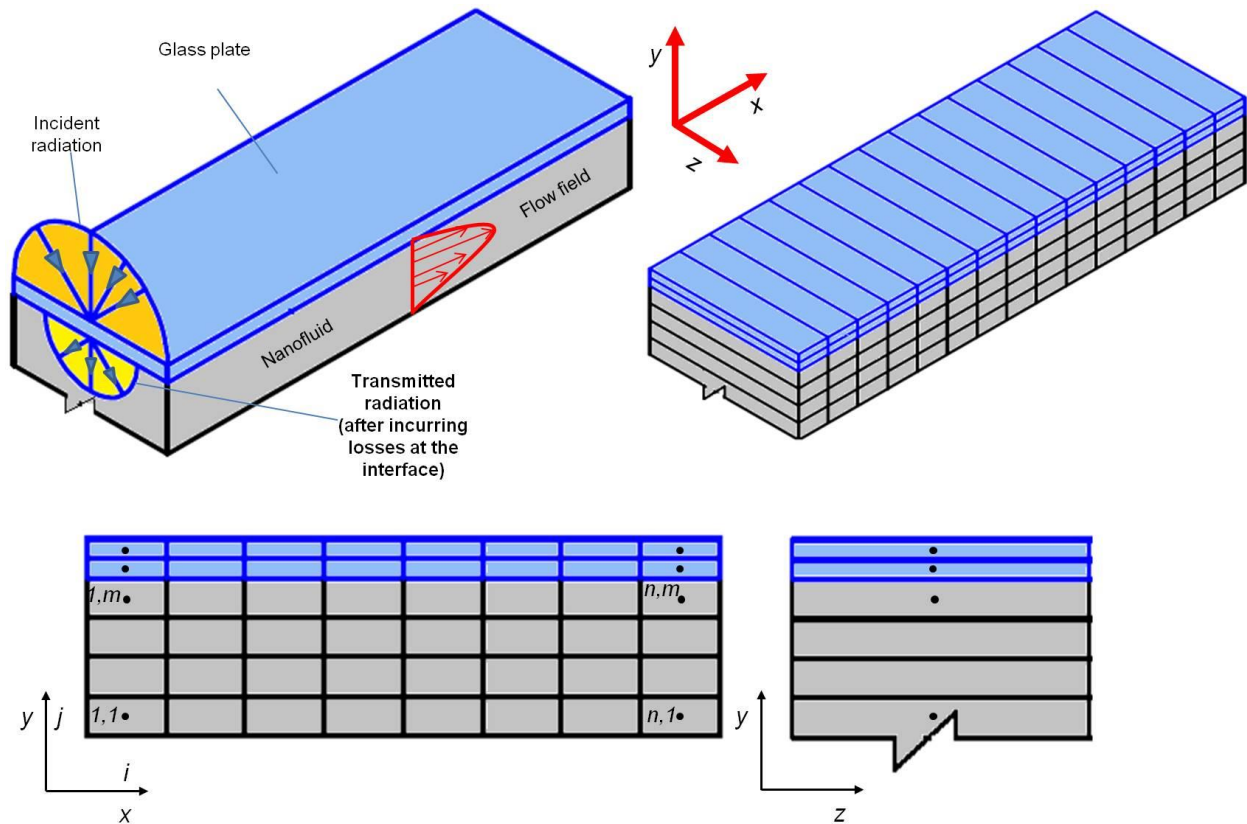 Glass plate
Incident
radiation
Flow field
Nanofluid
Transmitted
radiation
(after incurring
losses at the
interface)
y
x
z
1,m
n,m
1,1
n,1
y
j
i
x
y
z